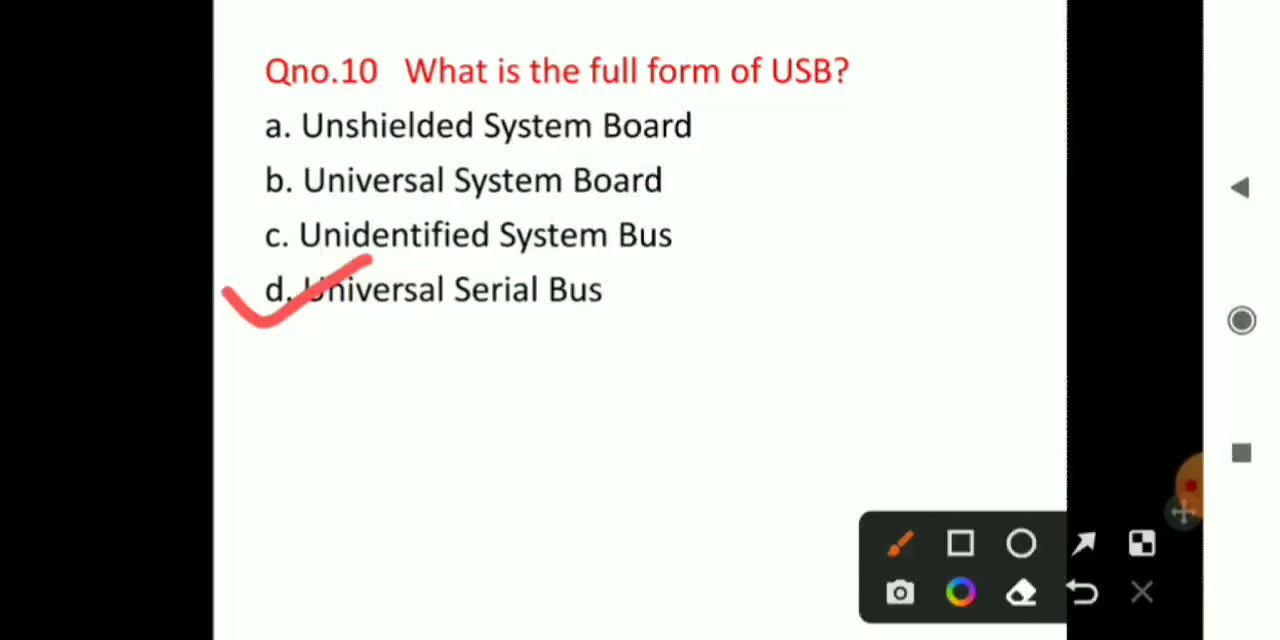 Qno.10 What is the full form of USB?
a. Unshielded System Board
b. Universal System Board
c. Unidentified System Bus
d. Universal Serial Bus